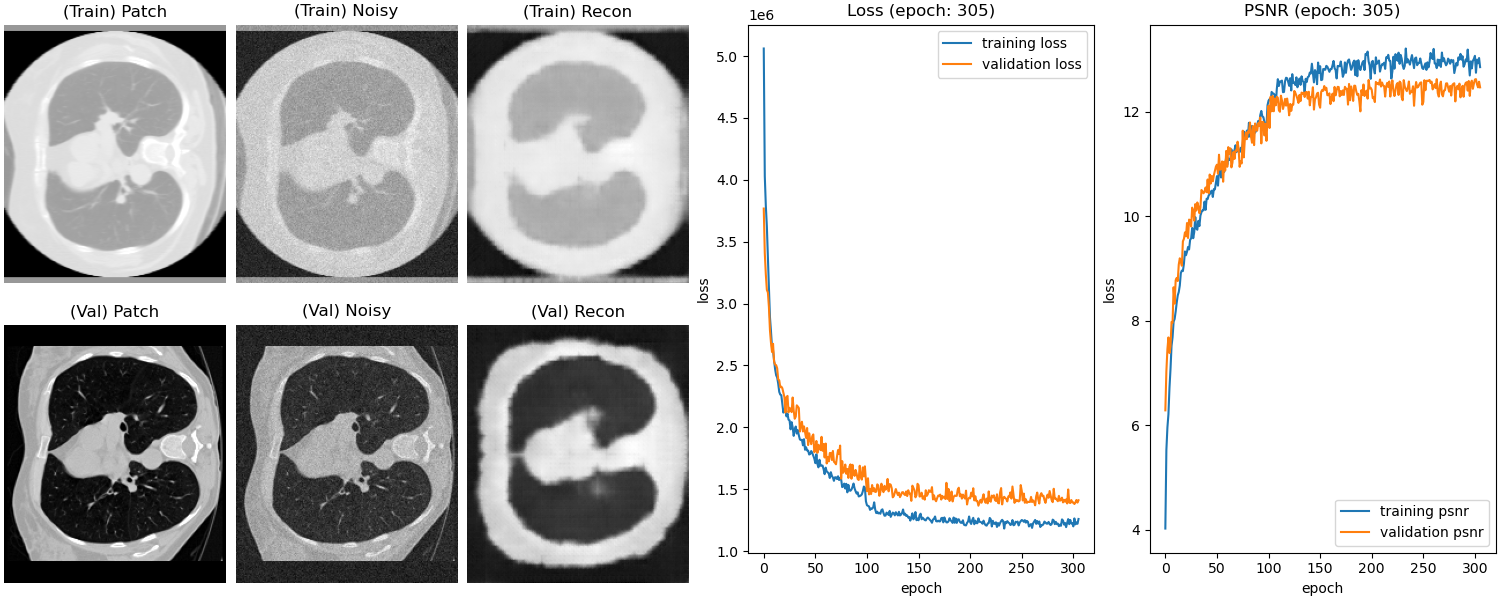 (Train) Patch
(Train) Noisy
(Train) Recon
(Val) Patch
(Val) Noisy
(Val) Recon
Loss (epoch: 305)
1e6
5.0
4.5
4.0
3.5
3.0
2.5
2.0
1.5
1.0
loss
0
50
100
150
200
250
300
epoch
training loss
validation loss
PSNR (epoch: 305)
12
10
8
6
4
loss
0
50
100
150
200
250
300
epoch
training psnr
validation psnr